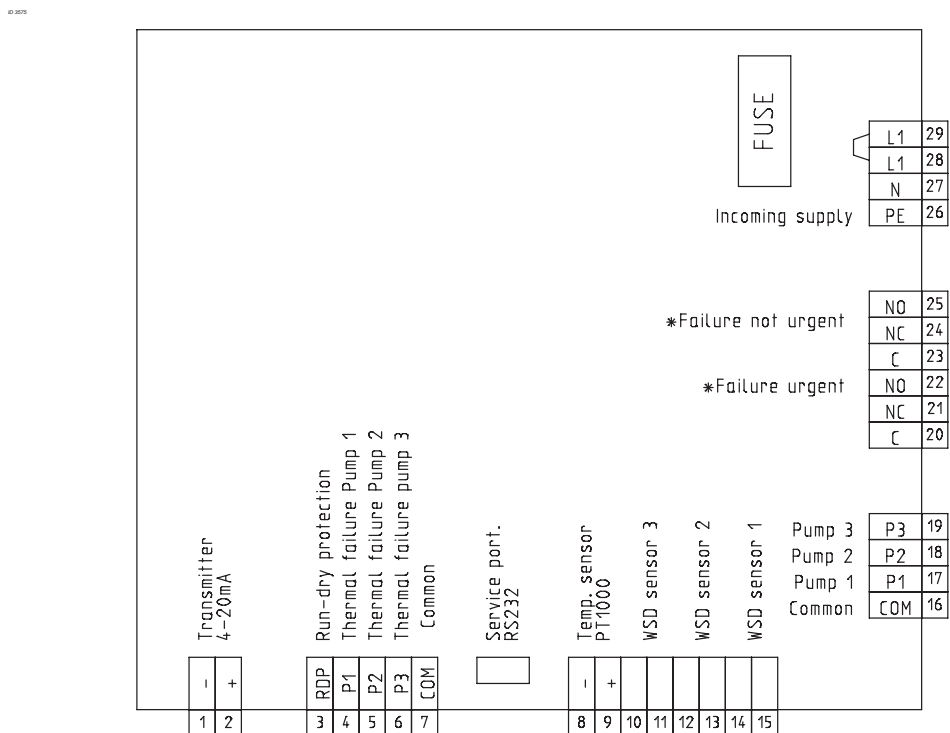 ID 3575
FUSE
L1 29
L1 28
N 27
Incoming supply PE 26
NO 25
*Failure not urgent NC 24
C 23
*Failure urgent NO 22
NC 21
C 20
Pump 3 P3 19
Pump 2 P2 18
Pump 1 P1 17
Common COM 16
Transmitter
4-20mA
Run-dry protection
Thermal failure Pump 1
Thermal failure Pump 2
Thermal failure pump 3
Common
Service port.
RS232
Temp. sensor
PT1000
WSD sensor 3
WSD sensor 2
WSD sensor 1
- + RDP P1 P2 P3 COM - +
1 2 3 4 5 6 7 8 9 10 11 12 13 14 15